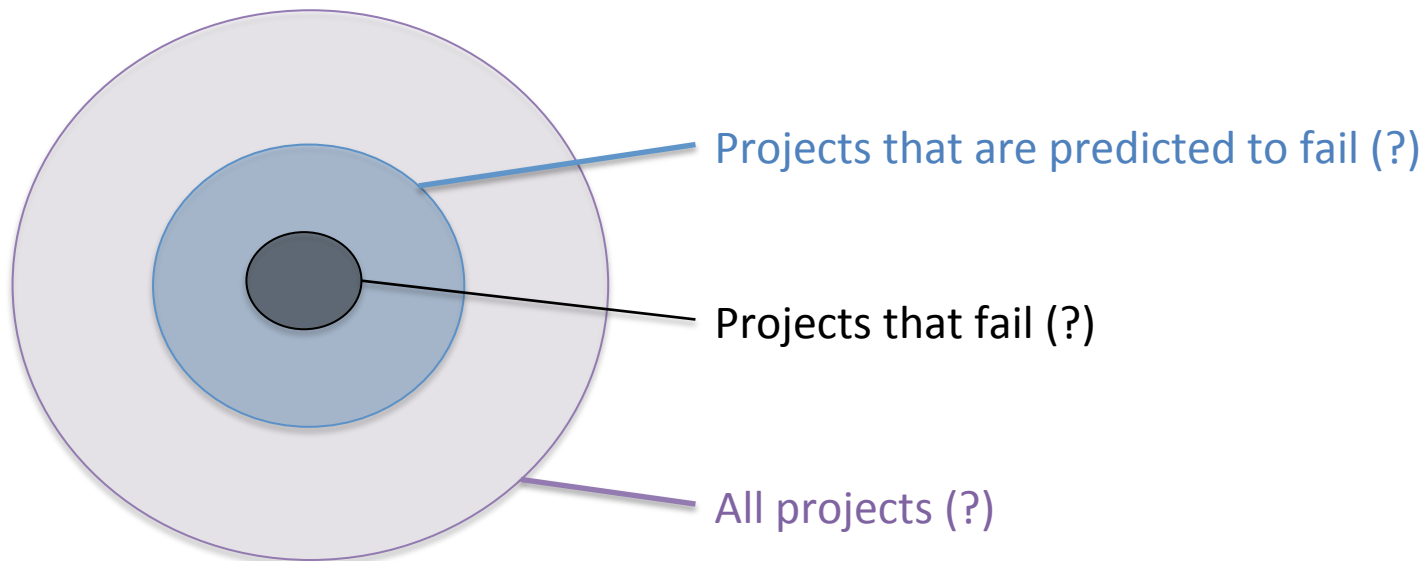 Projects that are predicted to fail (?)
Projects that fail (?)
All projects (?)